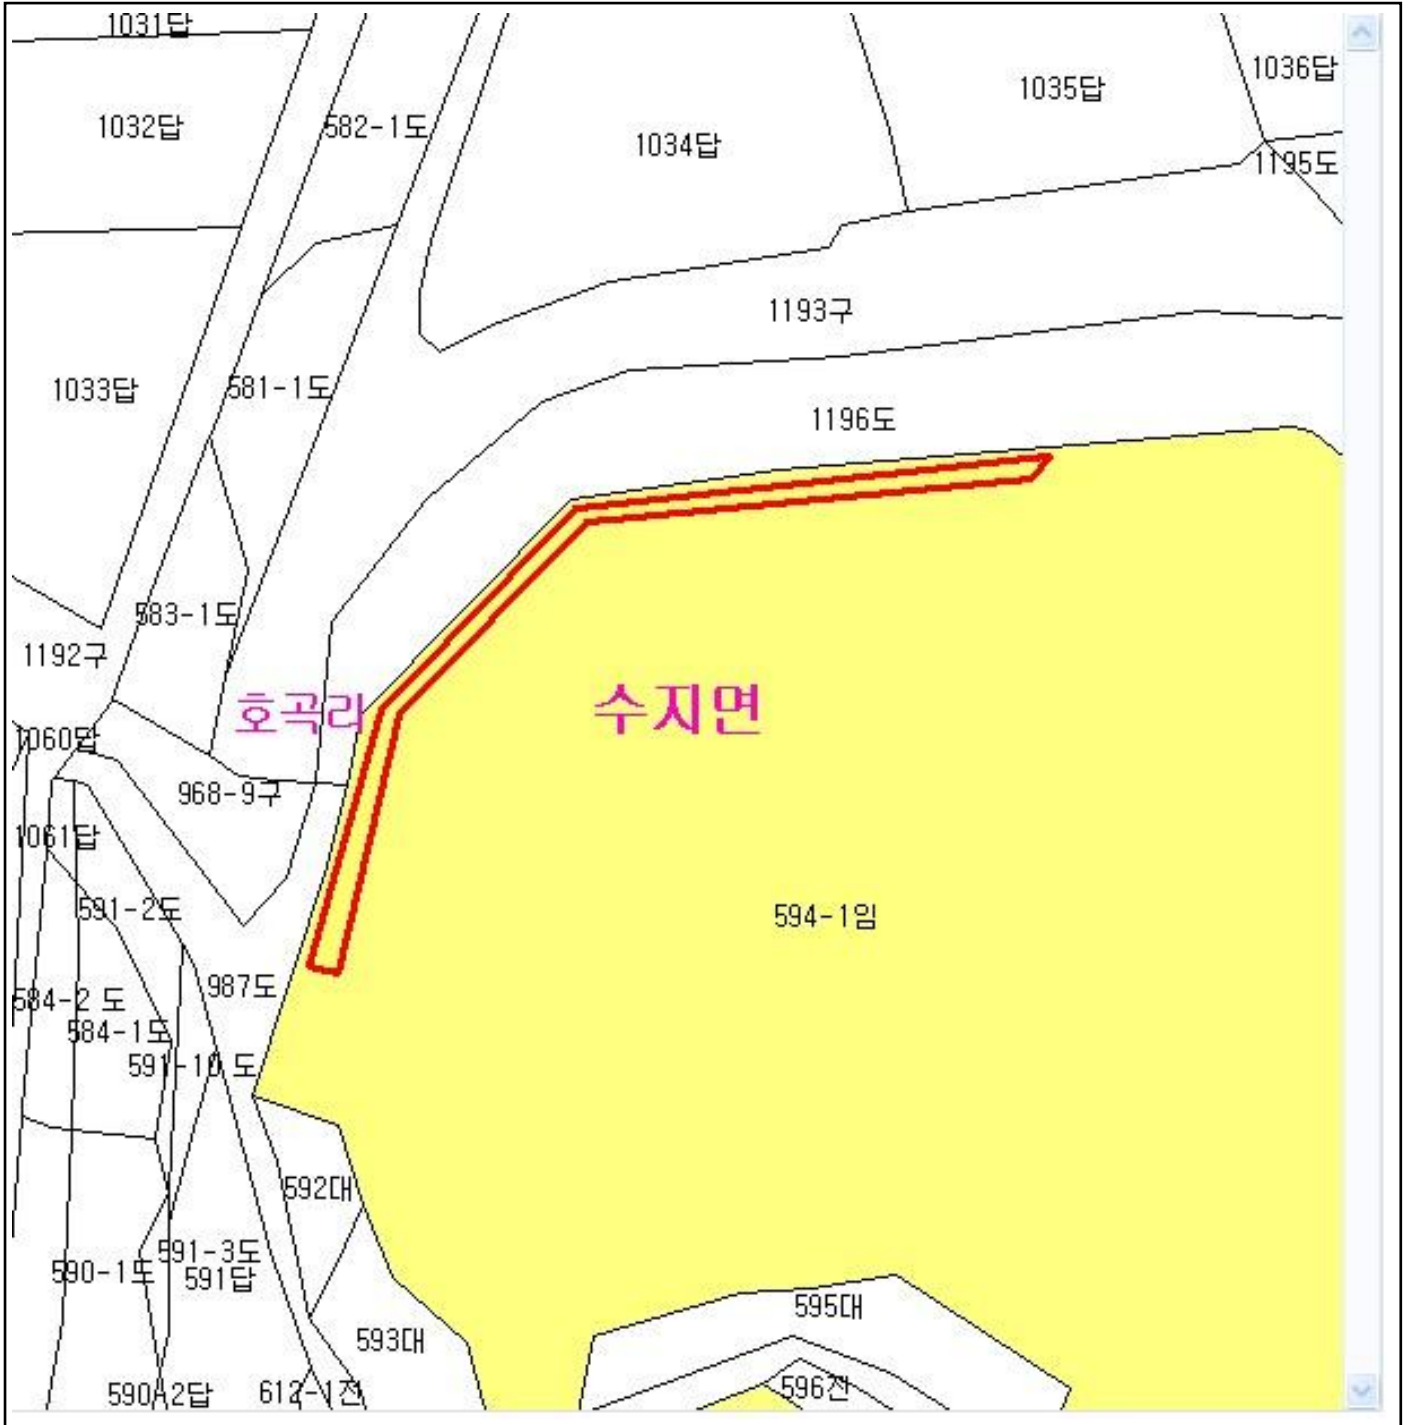 1031답
1036답
1035답
1032답
582-1도
1034답
1195도
1193구
1033답
581-1도
1196도
583-1도
1192구
호곡리
수지면
1060답
968-9구
1061답
591-2도
594-1임
987도
584-2 도
584-1도
591-10 도
592대
591-3도
590-1도
591답
595대
593대
590-2답
612-1전
596전